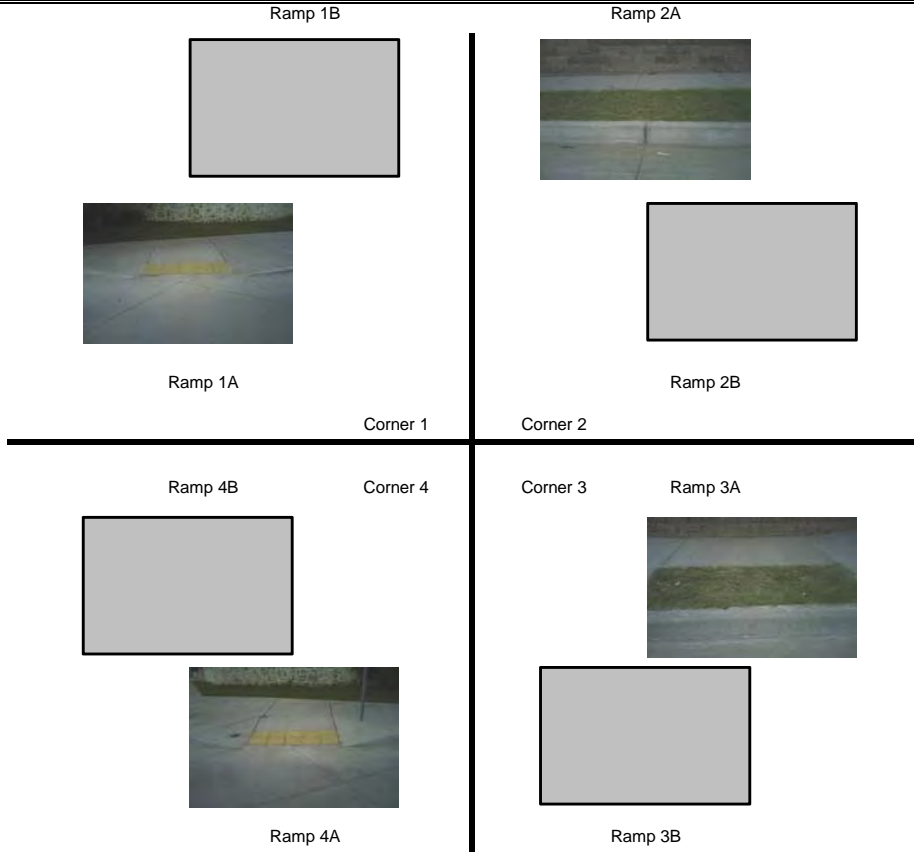 Ramp 1B
Ramp 2A
Ramp 1A
Ramp 2B
Corner 1
Corner 2
Ramp 4B
Corner 4
Corner 3
Ramp 3A
Ramp 4A
Ramp 3B